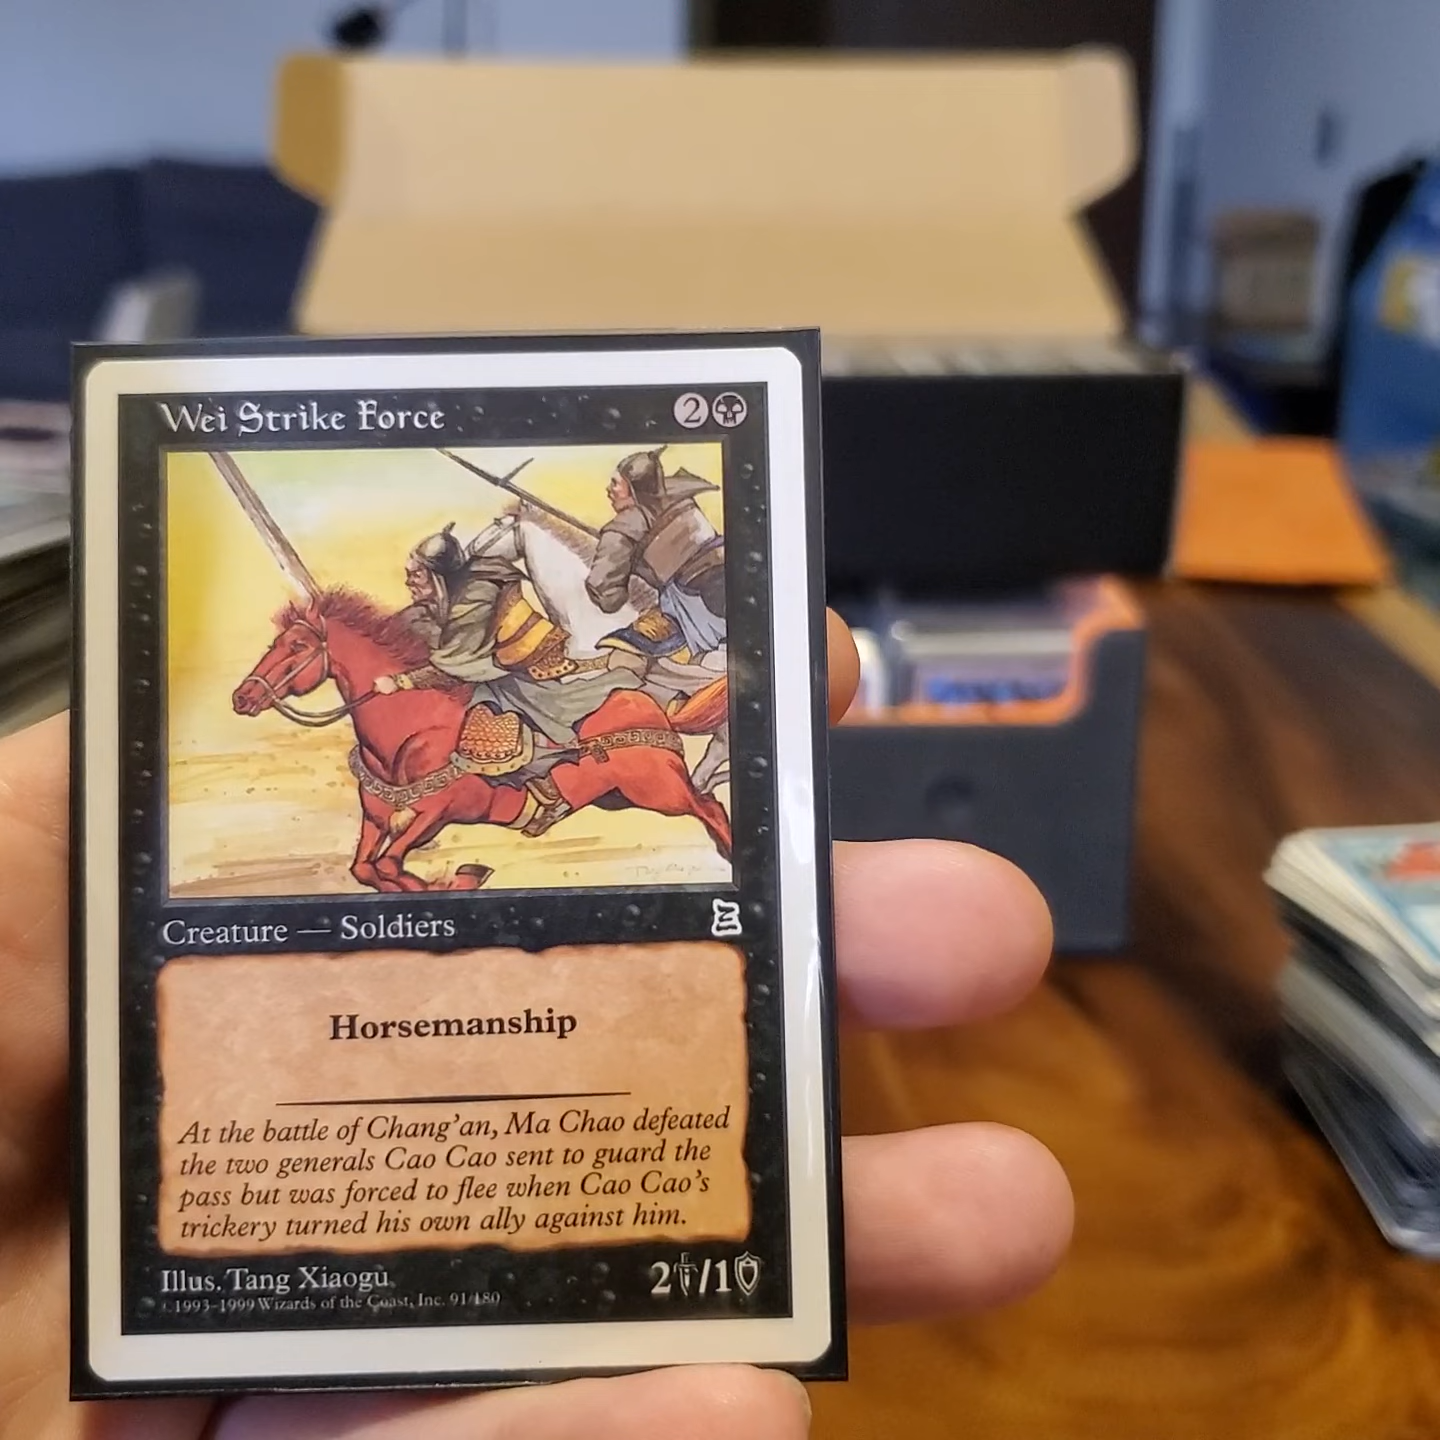 Wei Strike Force 2
Creature — Soldiers
Horsemanship
At the battle of Chang'an, Ma Chao defeated
the two generals Cao Cao sent to guard the
pass but was forced to flee when Cao Cao's
trickery turned his own ally against him.
Illus. Tang Xiaogu
2/1
©1993-1999 Wizards of the Coast, Inc. 91/180